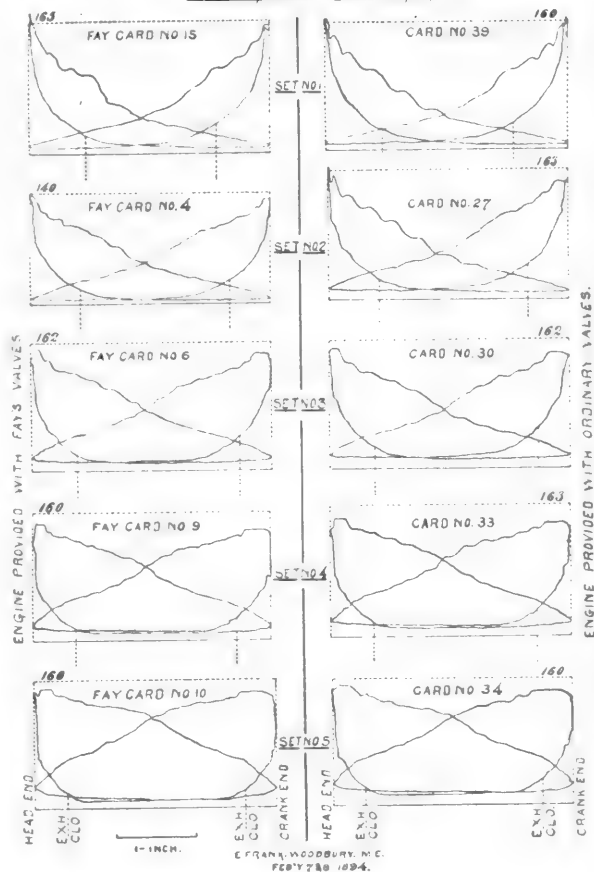 165
FAY CARD NO. 15
160
CARD NO. 39
SET NO 1
140
FAY CARD NO. 4
163
CARD NO. 27
SET NO 2
162
FAY CARD NO. 6
162
CARD NO. 30
SET NO 3
160
FAY CARD NO. 9
163
CARD NO. 33
SET NO 4
160
FAY CARD NO. 10
160
CARD NO. 34
SET NO 5
ENGINE PROVIDED WITH FAYS VALVES
ENGINE PROVIDED WITH ORDINARY VALVES.
HEAD END
EXH
CLO.
EXH
CLO.
CRANK END
HEAD END
EXH
CLO.
EXH
CLO.
CRANK END
1-INCH.
E. FRANK. WOODBURY. M.E.
FEB'Y 7 & 8 1894.